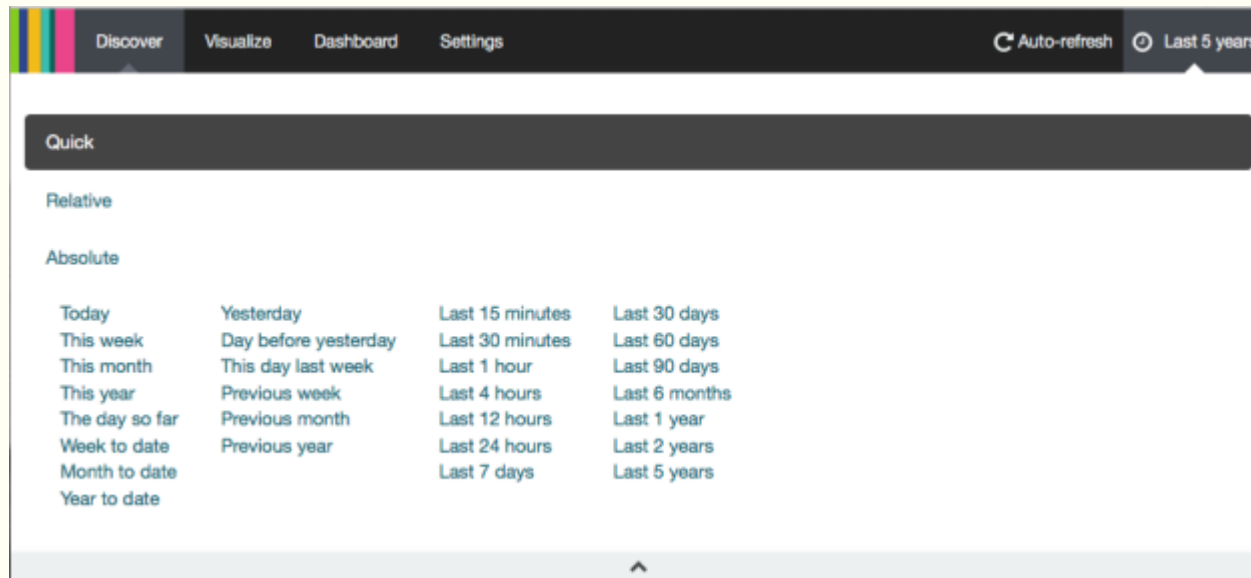 Discover Visualize Dashboard Settings Auto-refresh Last 5 years
Quick
Relative
Absolute
Today Yesterday Last 15 minutes Last 30 days
This week Day before yesterday Last 30 minutes Last 60 days
This month This day last week Last 1 hour Last 90 days
This year Previous week Last 4 hours Last 6 months
The day so far Previous month Last 12 hours Last 1 year
Week to date Previous year Last 24 hours Last 2 years
Month to date Last 7 days Last 5 years
Year to date